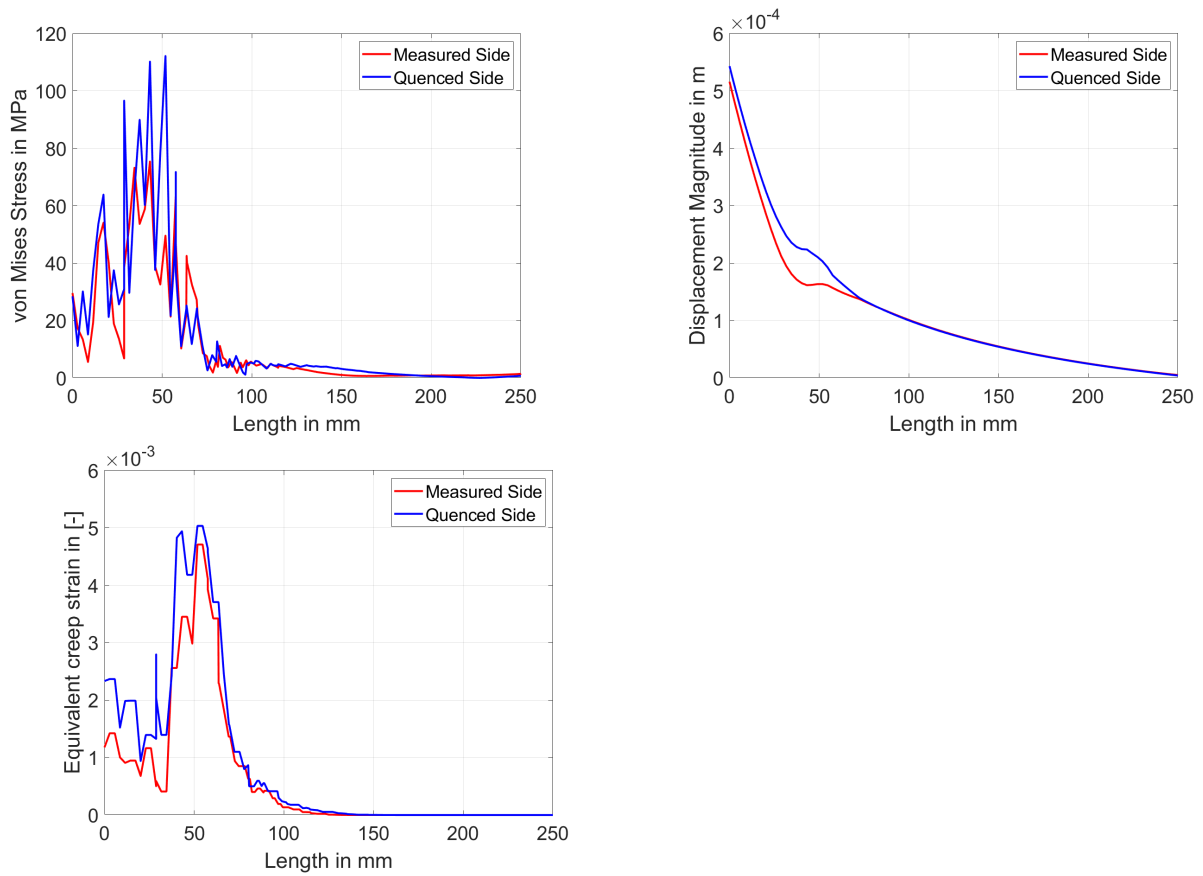 120
100
80
60
40
20
0
0 50 100 150 200 250
von Mises Stress in MPa
Length in mm
Measured Side
Quenced Side
×10-4
6
5
4
3
2
1
0
0 50 100 150 200 250
Displacement Magnitude in m
Length in mm
Measured Side
Quenced Side
×10-3
6
5
4
3
2
1
0
0 50 100 150 200 250
Equivalent creep strain in [-]
Length in mm
Measured Side
Quenced Side